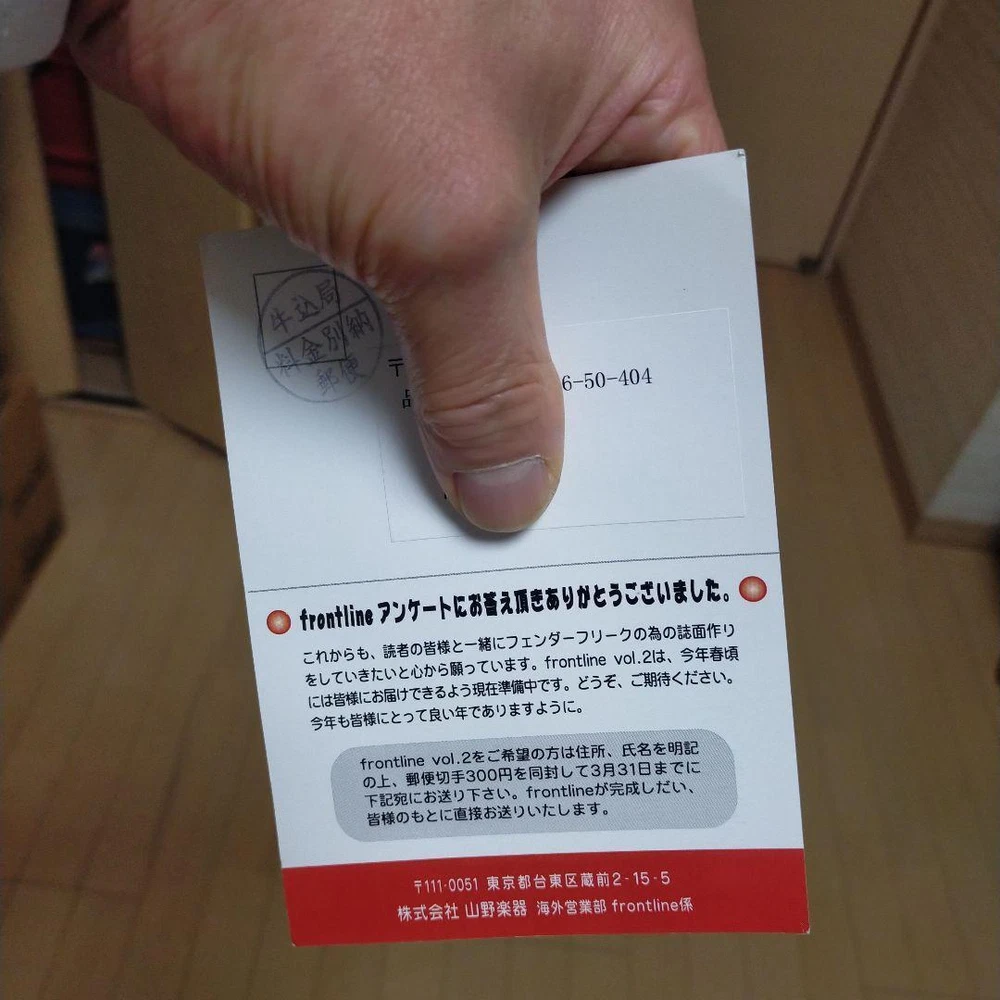 牛込局
料金別納
郵便
〒
6-50-404
frontline アンケートにお答え頂きありがとうございました。
これからも、読者の皆様と一緒にフェンダーフリークの為の誌面作り
をしていきたいと心から願っています。frontline vol.2は、今年春頃
には皆様にお届けできるよう現在準備中です。どうぞ、ご期待ください。
今年も皆様にとって良い年でありますように。
frontline vol.2をご希望の方は住所、氏名を明記
の上、郵便切手300円を同封して3月31日までに
下記宛にお送り下さい。frontlineが完成しだい、
皆様のもとに直接お送りいたします。
〒111-0051 東京都台東区蔵前2-15-5
株式会社 山野楽器 海外営業部 frontline係